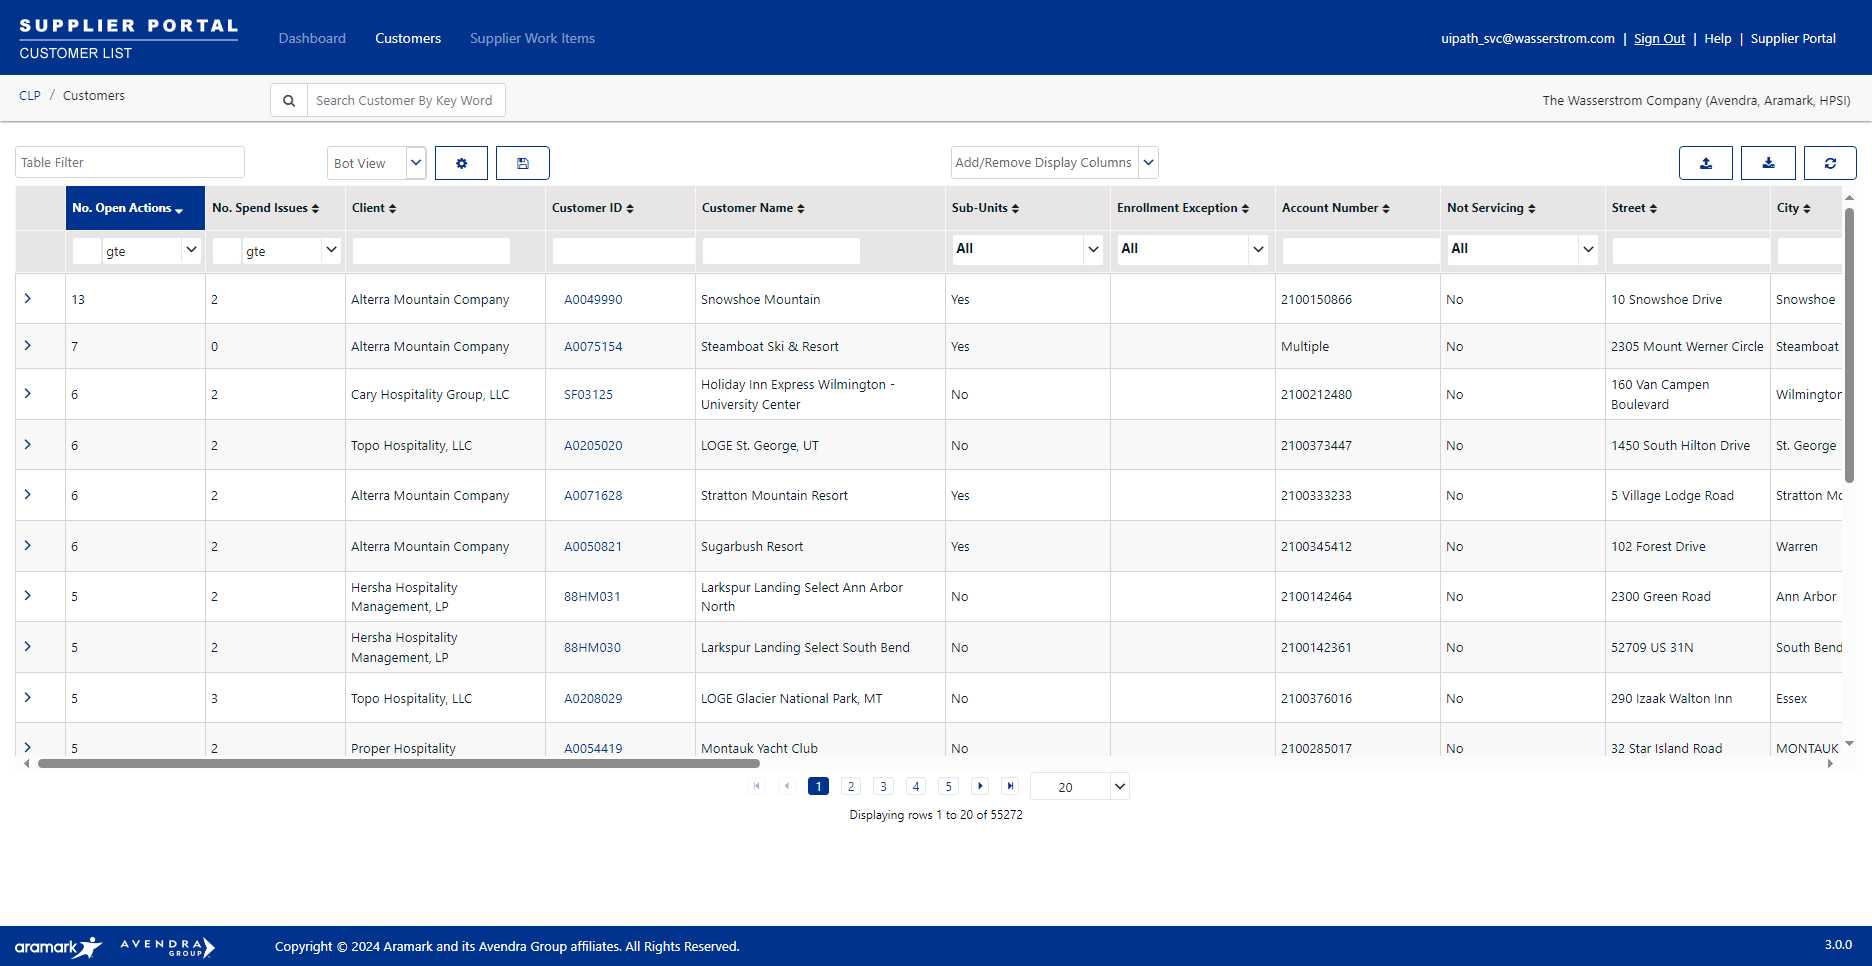 SUPPLIER PORTAL
CUSTOMER LIST
Dashboard Customers Supplier Work Items
uipath_svc@wasserstrom.com | Sign Out | Help | Supplier Portal
CLP / Customers
Search Customer By Key Word
The Wasserstrom Company (Avendra, Aramark, HPSI)
Table Filter
Bot View
Add/Remove Display Columns
No. Open Actions No. Spend Issues Client Customer ID Customer Name Sub-Units Enrollment Exception Account Number Not Servicing Street City
gte gte All All All
13 2 Alterra Mountain Company A0049990 Snowshoe Mountain Yes 2100150866 No 10 Snowshoe Drive Snowshoe
7 0 Alterra Mountain Company A0075154 Steamboat Ski & Resort Yes Multiple No 2305 Mount Werner Circle Steamboat
6 2 Cary Hospitality Group, LLC SF03125 Holiday Inn Express Wilmington - University Center No 2100212480 No 160 Van Campen Boulevard Wilmington
6 2 Topo Hospitality, LLC A0205020 LOGE St. George, UT No 2100373447 No 1450 South Hilton Drive St. George
6 2 Alterra Mountain Company A0071628 Stratton Mountain Resort Yes 2100333233 No 5 Village Lodge Road Stratton Mo
6 2 Alterra Mountain Company A0050821 Sugarbush Resort Yes 2100345412 No 102 Forest Drive Warren
5 2 Hersha Hospitality Management, LP 88HM031 Larkspur Landing Select Ann Arbor North No 2100142464 No 2300 Green Road Ann Arbor
5 2 Hersha Hospitality Management, LP 88HM030 Larkspur Landing Select South Bend No 2100142361 No 52709 US 31N South Bend
5 3 Topo Hospitality, LLC A0208029 LOGE Glacier National Park, MT No 2100376016 No 290 Izaak Walton Inn Essex
5 2 Proper Hospitality A0054419 Montauk Yacht Club No 2100285017 No 32 Star Island Road MONTAUK
1 2 3 4 5 20
Displaying rows 1 to 20 of 55272
aramark AVENDRA GROUP Copyright © 2024 Aramark and its Avendra Group affiliates. All Rights Reserved. 3.0.0